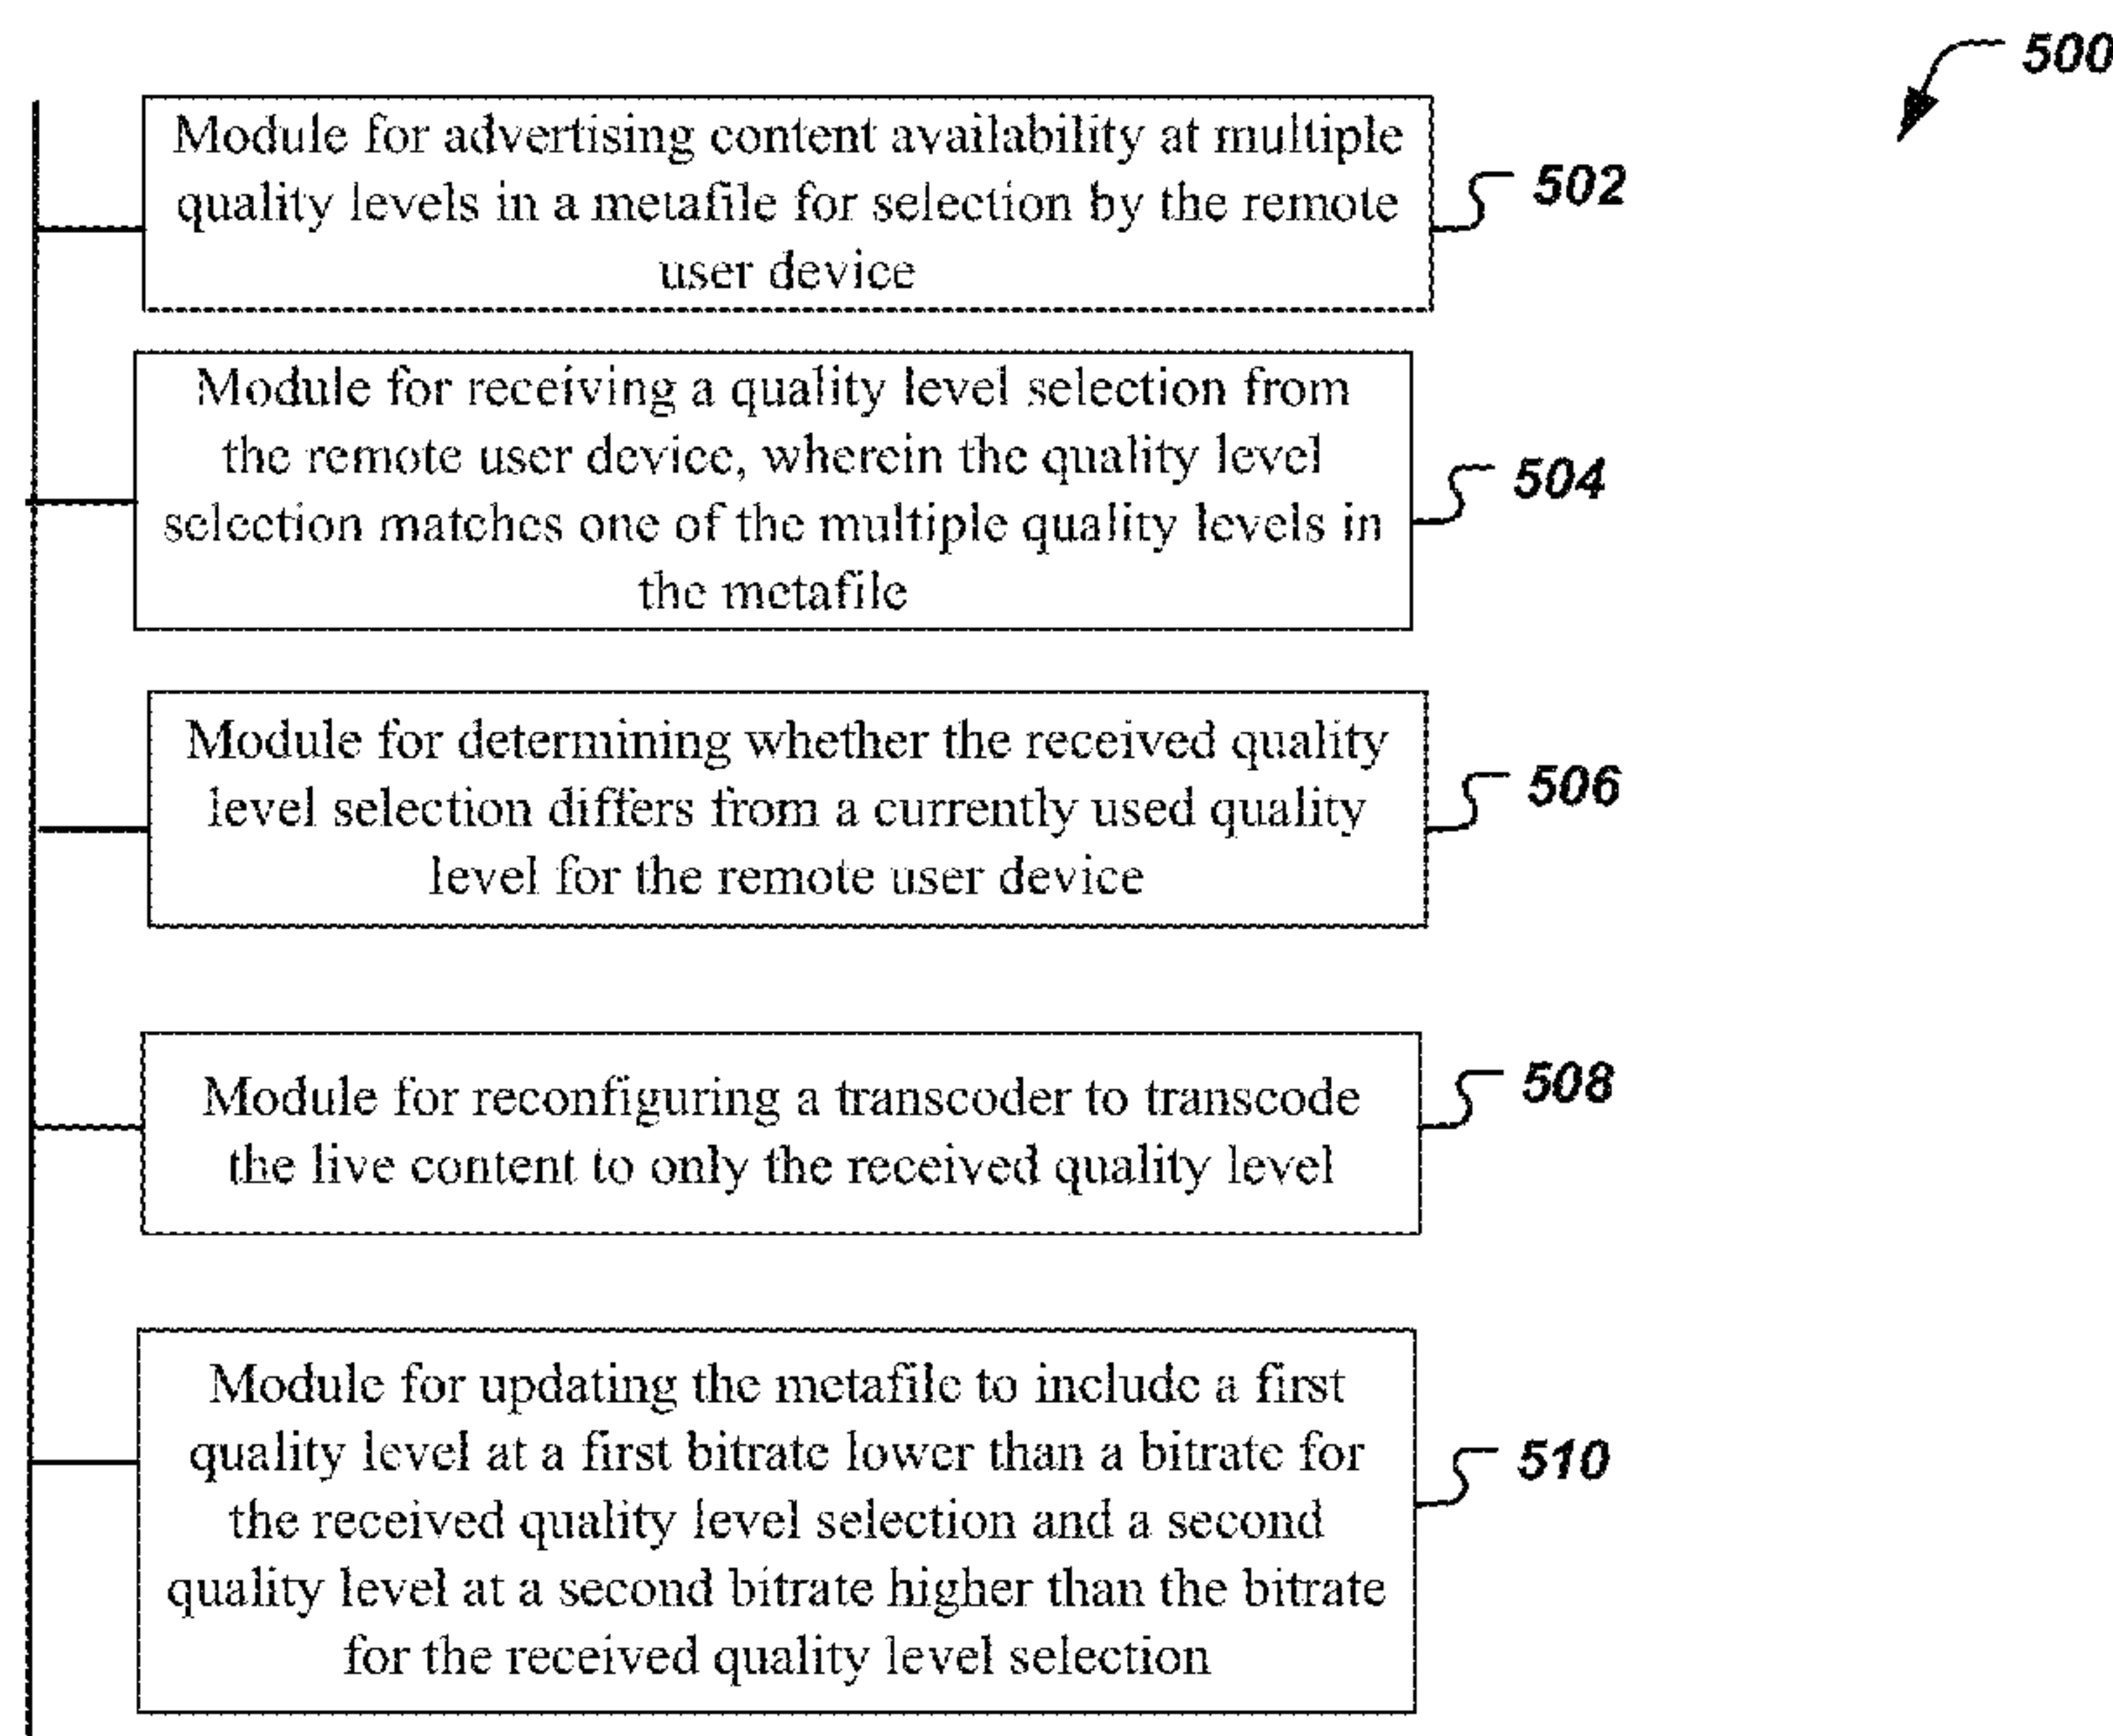 500
Module for advertising content availability at multiple
quality levels in a metafile for selection by the remote
user device
502
Module for receiving a quality level selection from
the remote user device, wherein the quality level
selection matches one of the multiple quality levels in
the metafile
504
Module for determining whether the received quality
level selection differs from a currently used quality
level for the remote user device
506
Module for reconfiguring a transcoder to transcode
the live content to only the received quality level
508
Module for updating the metafile to include a first
quality level at a first bitrate lower than a bitrate for
the received quality level selection and a second
quality level at a second bitrate higher than the bitrate
for the received quality level selection
510